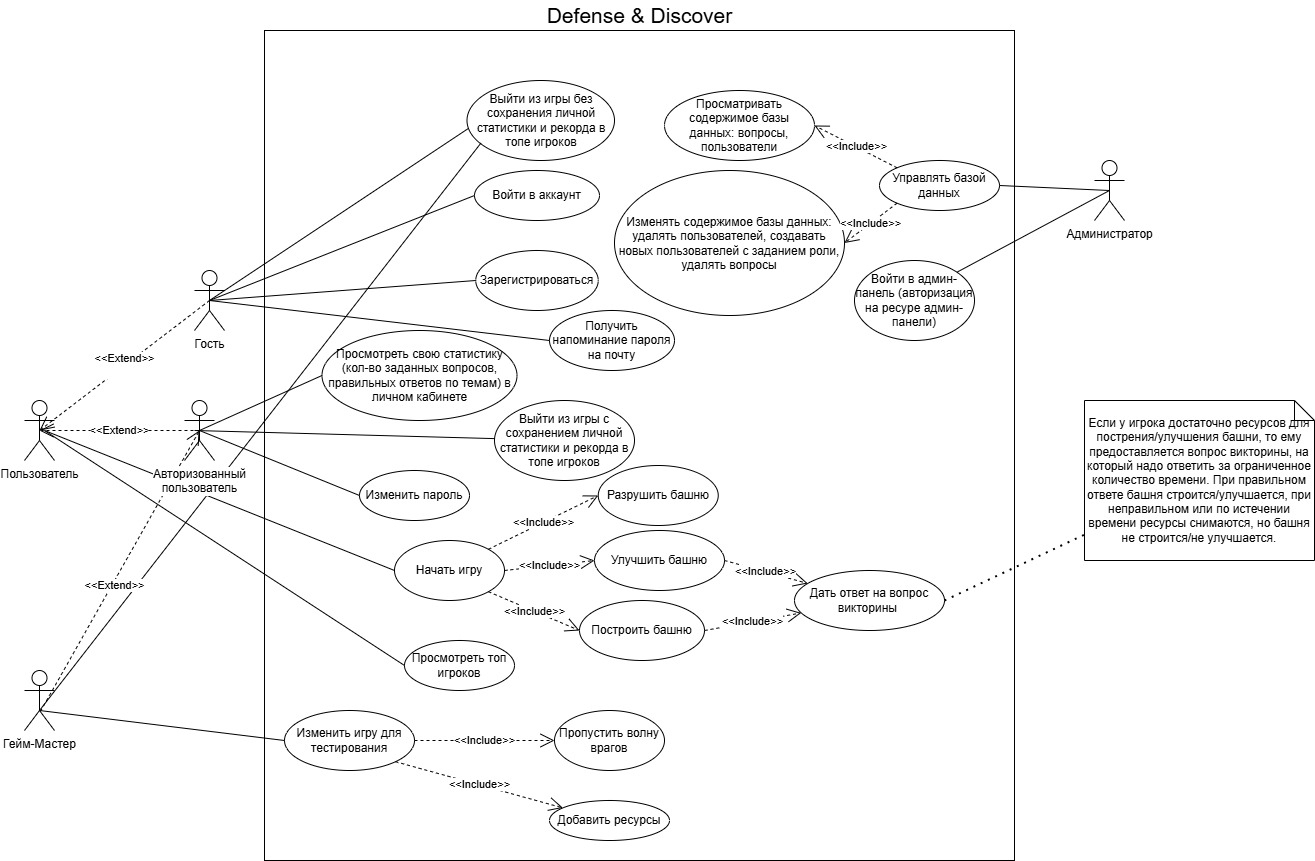 Defense & Discover
Выйти из игры без
сохранения личной
статистики и рекорда в
топе игроков
Просматривать
содержимое базы
данных: вопросы,
пользователи
<<Include>>
Управлять базой
данных
Войти в аккаунт
Изменять содержимое базы данных:
удалять пользователей, создавать
новых пользователей с заданием роли,
удалять вопросы
<<Include>>
Администратор
Зарегистрироваться
Войти в админ-
панель (авторизация
на ресуре админ-
панели)
Гость
Получить
напоминание пароля
на почту
<<Extend>>
Просмотреть свою статистику
(кол-во заданных вопросов,
правильных ответов по темам) в
личном кабинете
<<Extend>>
Выйти из игры с
сохранением личной
статистики и рекорда в
топе игроков
Если у игрока достаточно ресурсов для
пострения/улучшения башни, то ему
предоставляется вопрос викторины, на
который надо ответить за ограниченное
количество времени. При правильном
ответе башня строится/улучшается, при
неправильном или по истечении
времени ресурсы снимаются, но башня
не строится/не улучшается.
Пользователь
Авторизованный
пользователь
Изменить пароль
Разрушить башню
<<Include>>
Начать игру
<<Include>>
Улучшить башню
<<Include>>
<<Extend>>
Дать ответ на вопрос
викторины
<<Include>>
Построить башню
<<Include>>
Просмотреть топ
игроков
Гейм-Мастер
Изменить игру для
тестирования
<<Include>>
Пропустить волну
врагов
<<Include>>
Добавить ресурсы